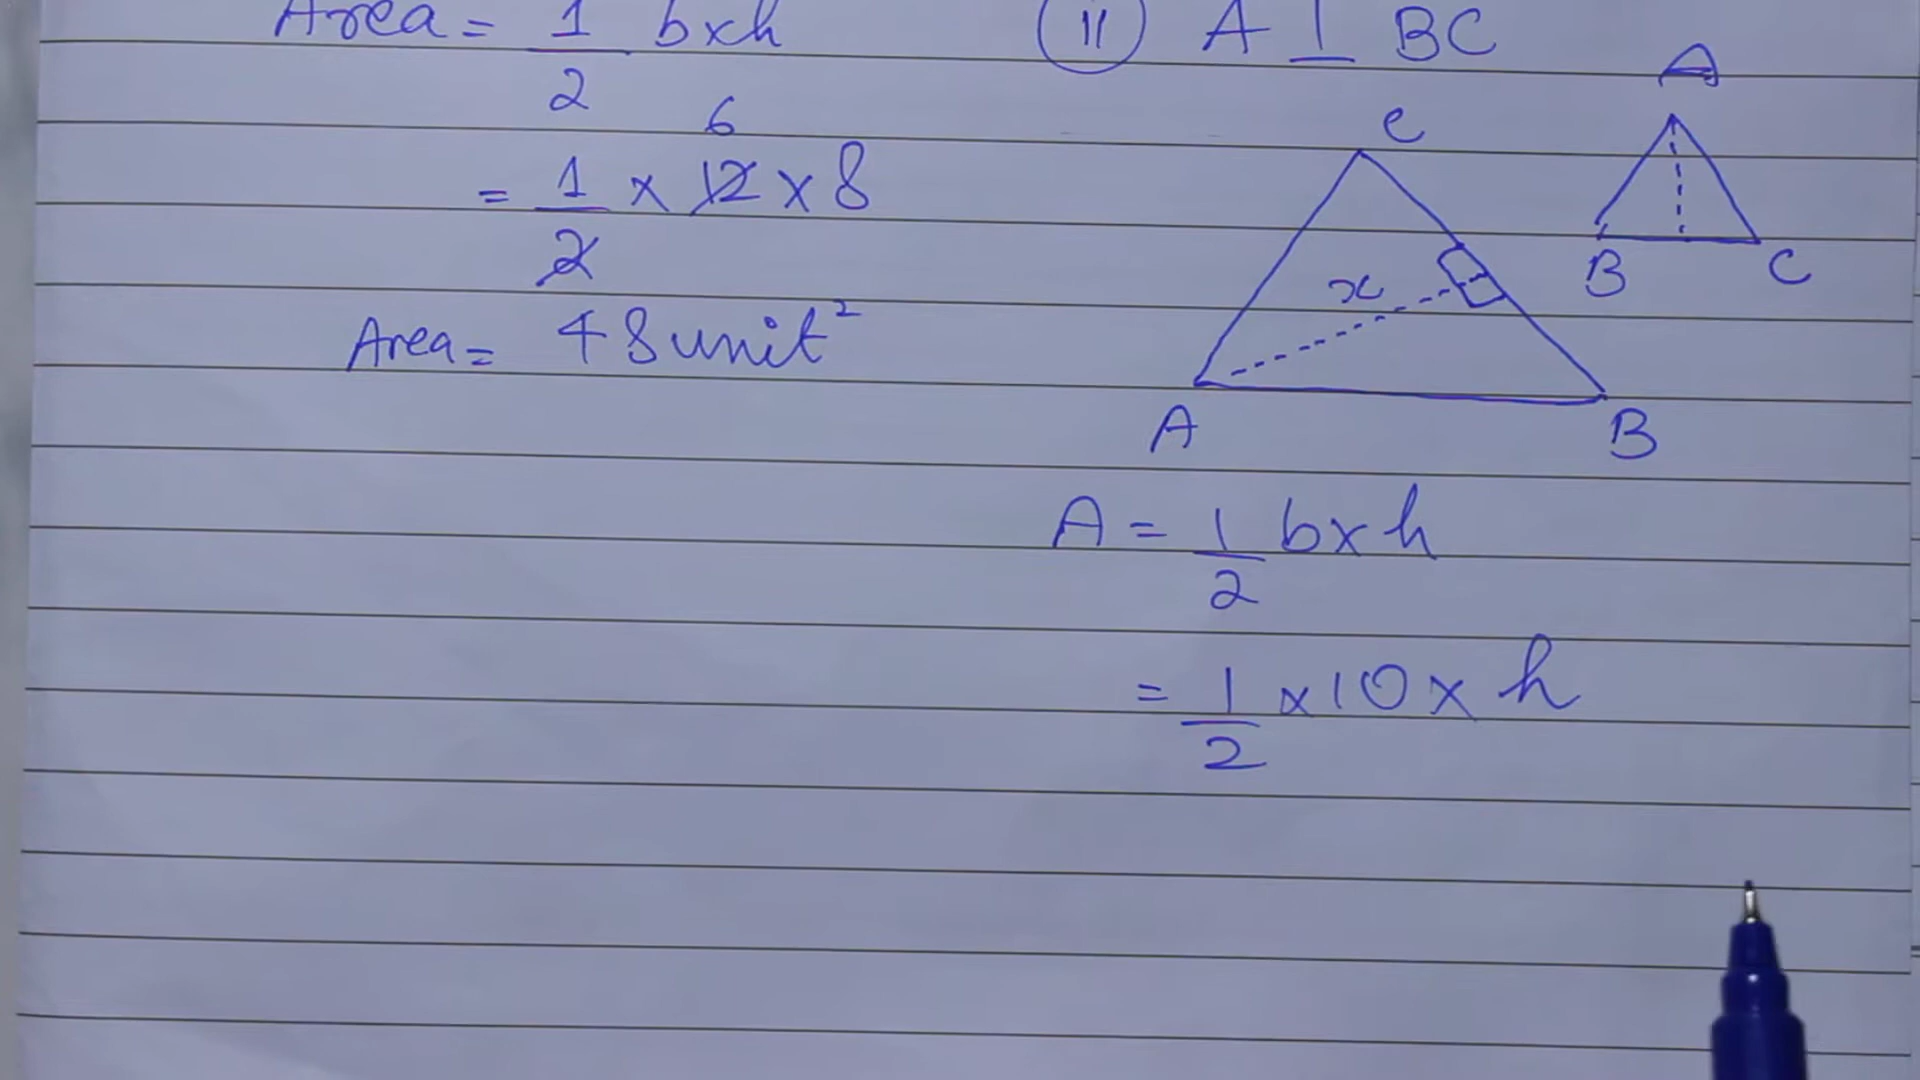 Area = 1/2 b×h
6
= 1/2 × 12 × 8
Area = 48 unit²
ii A ⊥ BC
A
B C
C
x
A B
A = 1/2 b×h
= 1/2 × 10 × h